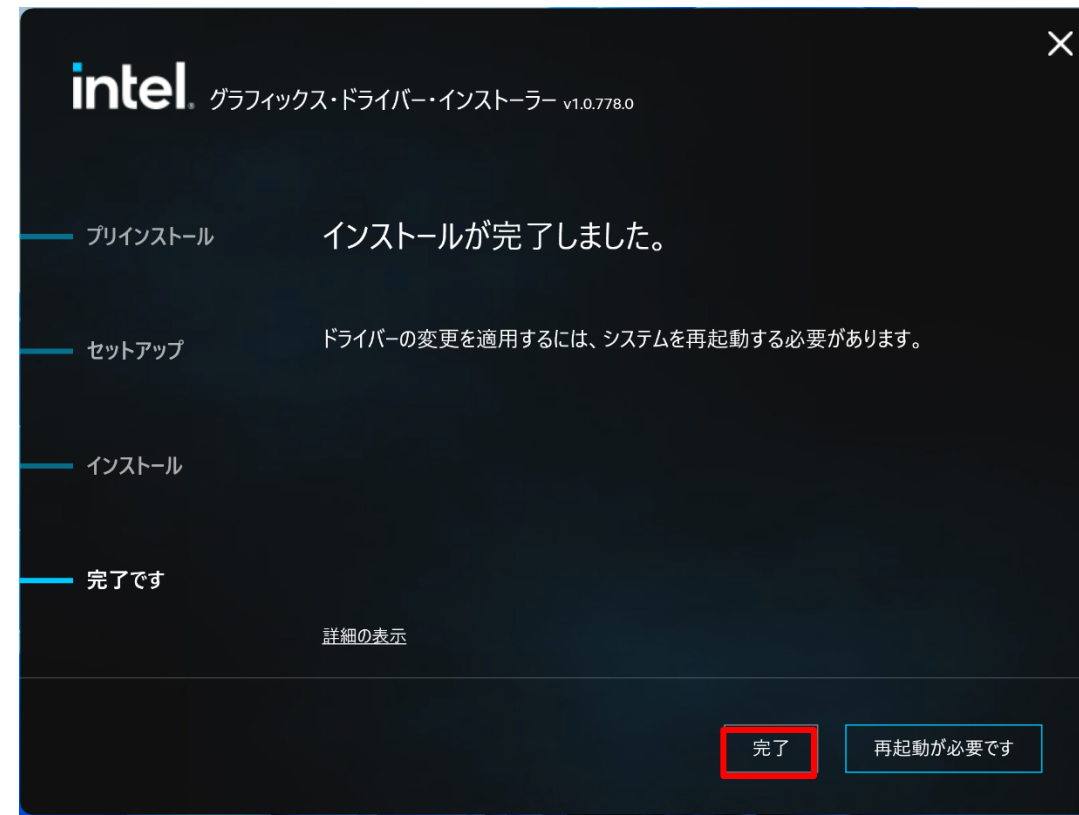 intel. グラフィックス・ドライバー・インストーラー v1.0.778.0
プリインストール
インストールが完了しました。
セットアップ
ドライバーの変更を適用するには、システムを再起動する必要があります。
インストール
完了です
詳細の表示
完了
再起動が必要です